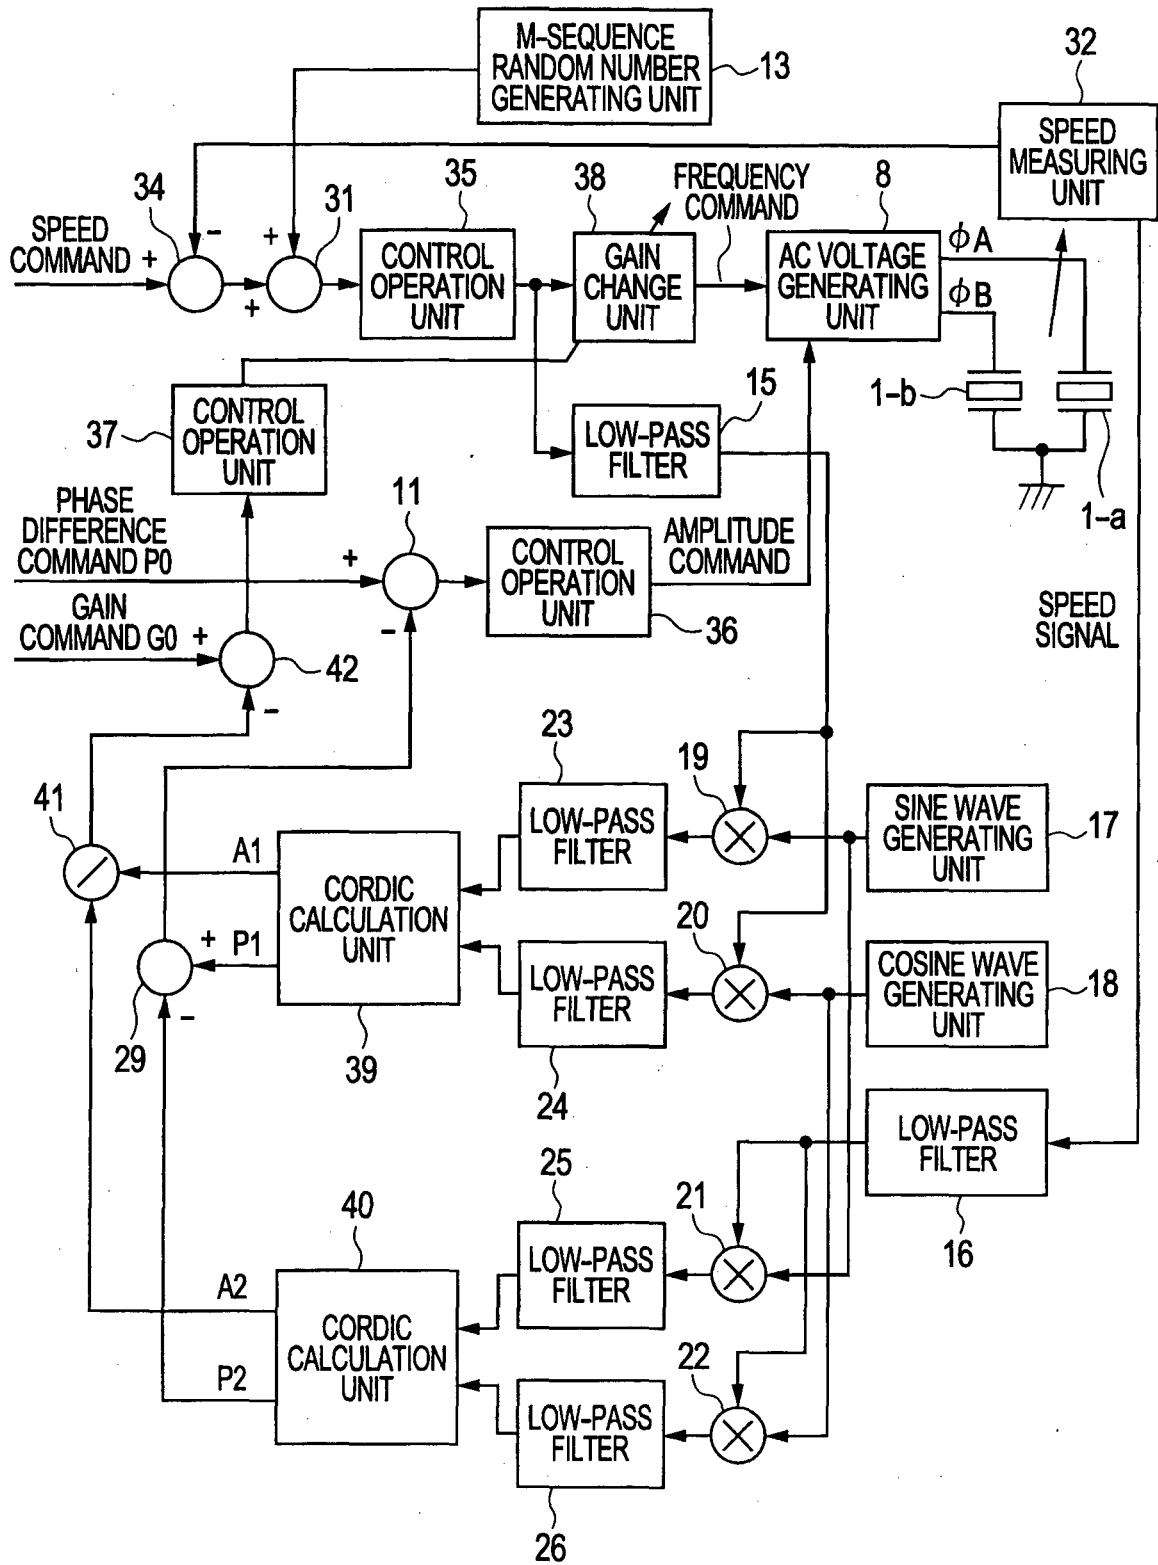 M-SEQUENCE
RANDOM NUMBER
GENERATING UNIT
13
32
SPEED
MEASURING
UNIT
34
SPEED
COMMAND
+
-
+
31
+
35
CONTROL
OPERATION
UNIT
38
GAIN
CHANGE
UNIT
FREQUENCY
COMMAND
8
AC VOLTAGE
GENERATING
UNIT
ϕA
ϕB
1-b
1-a
37
CONTROL
OPERATION
UNIT
15
LOW-PASS
FILTER
PHASE
DIFFERENCE
COMMAND P0
+
11
-
CONTROL
OPERATION
UNIT
36
AMPLITUDE
COMMAND
GAIN
COMMAND G0
+
42
-
SPEED
SIGNAL
23
LOW-PASS
FILTER
19
SINE WAVE
GENERATING
UNIT
17
41
A1
CORDIC
CALCULATION
UNIT
39
+
P1
29
-
LOW-PASS
FILTER
24
20
COSINE WAVE
GENERATING
UNIT
18
LOW-PASS
FILTER
16
25
LOW-PASS
FILTER
21
40
CORDIC
CALCULATION
UNIT
A2
P2
22
LOW-PASS
FILTER
26